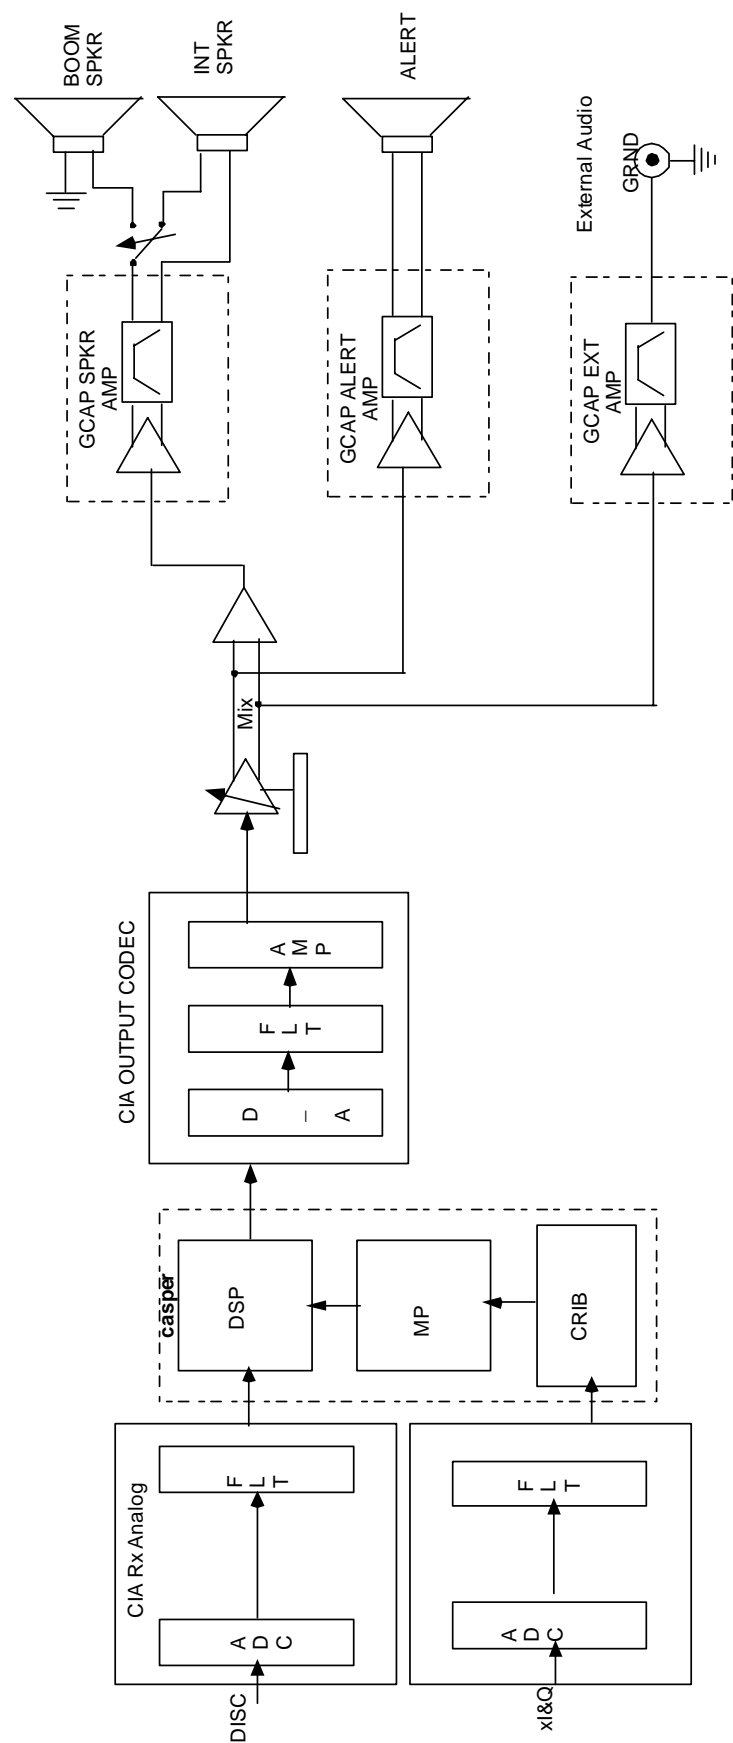 BOOM
SPKR
INT
SPKR
ALERT
External Audio
GRND
GCAP SPKR
AMP
GCAP ALERT
AMP
GCAP EXT
AMP
Mix
CIA OUTPUT CODEC
A
M
P
F
L
T
D
–
A
casper
DSP
MP
CRIB
CIA Rx Analog
F
L
T
F
L
T
A
D
C
A
D
C
DISC
xI&Q